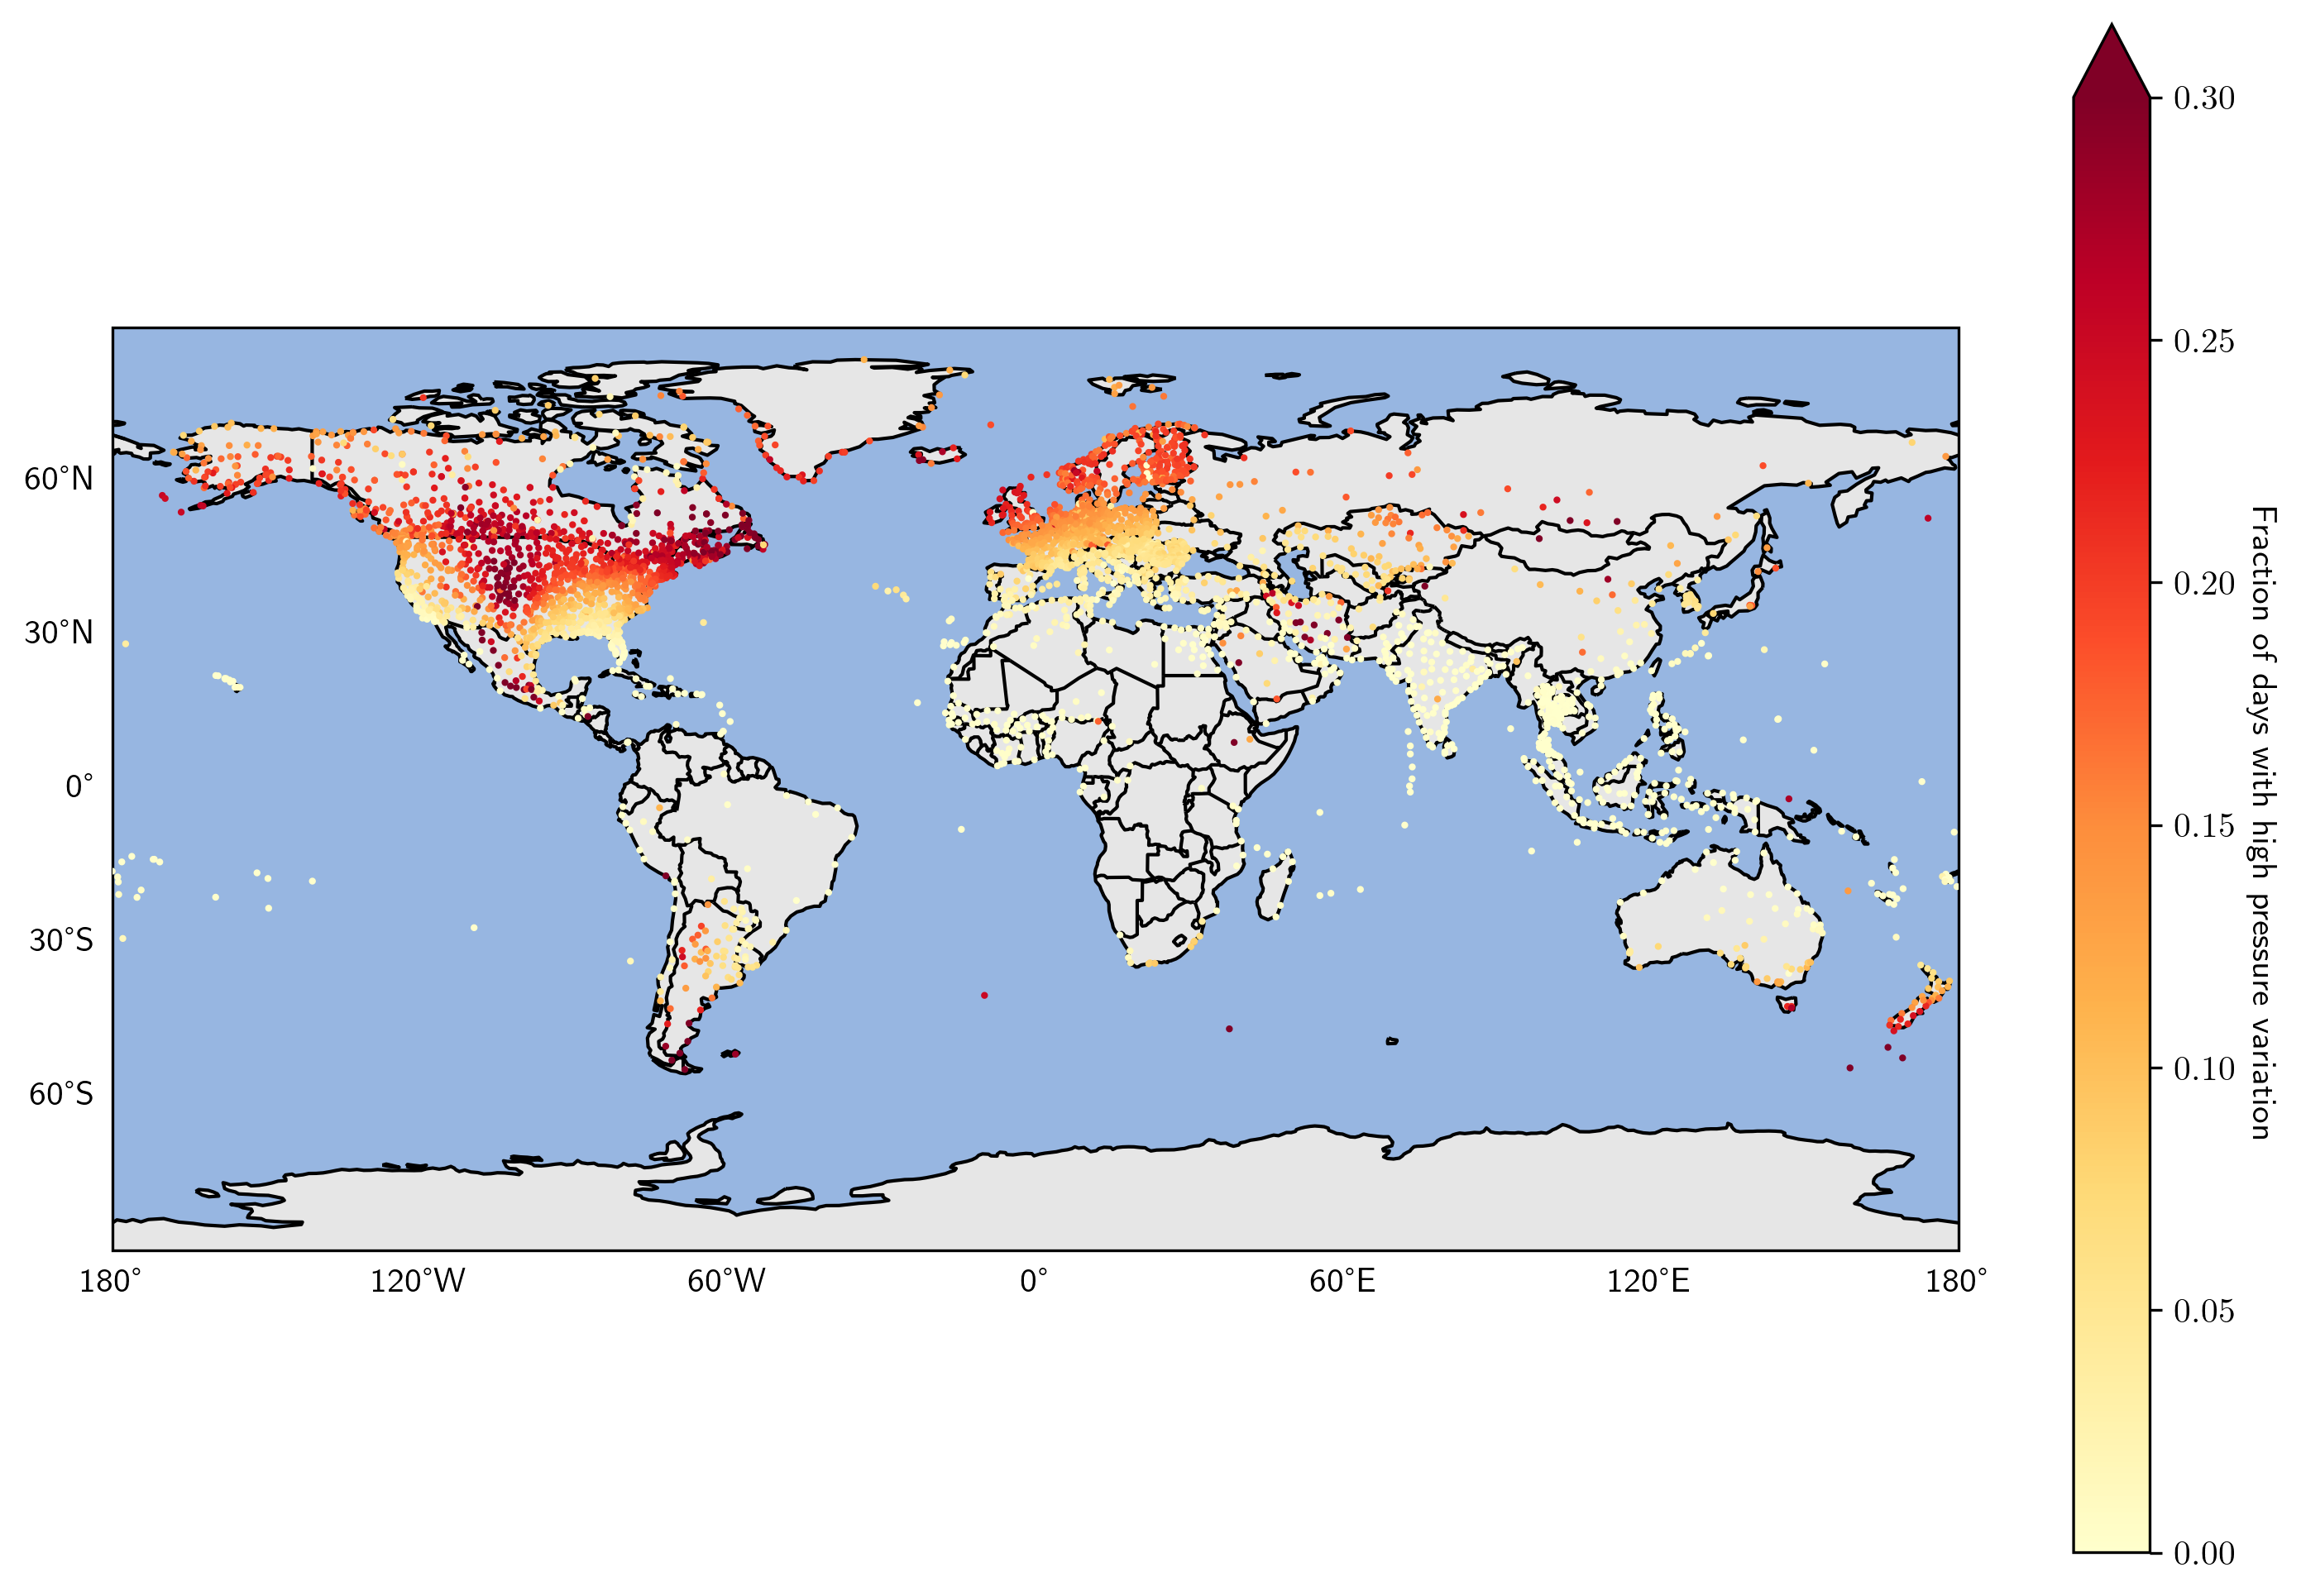 60°N
30°N
0°
30°S
60°S
180°
120°W
60°W
0°
60°E
120°E
180°
0.30
0.25
0.20
0.15
0.10
0.05
0.00
Fraction of days with high pressure variation